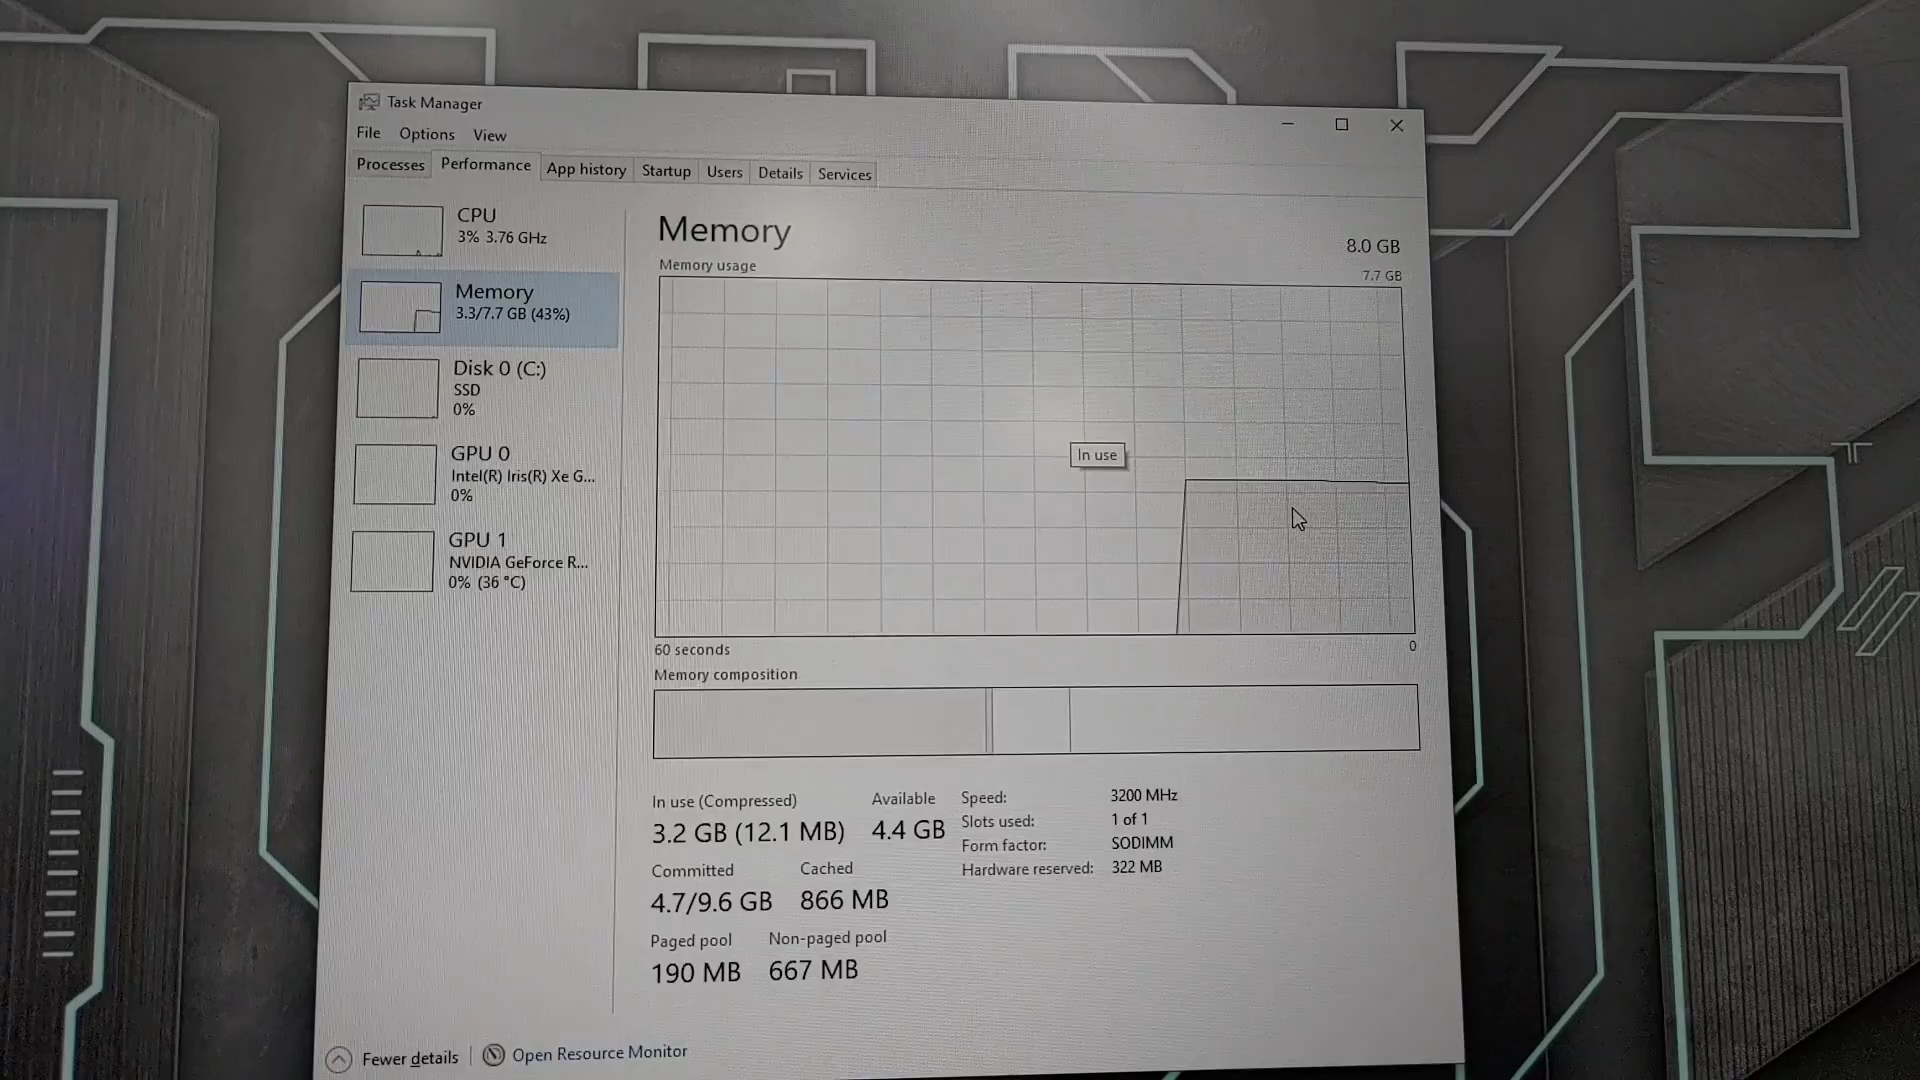 Task Manager
File Options View
Processes Performance App history Startup Users Details Services
CPU
3% 3.76 GHz
Memory
3.3/7.7 GB (43%)
Disk 0 (C:)
SSD
0%
GPU 0
Intel(R) Iris(R) Xe G...
0%
GPU 1
NVIDIA GeForce R...
0% (36 °C)
Memory
8.0 GB
Memory usage
7.7 GB
In use
60 seconds
0
Memory composition
In use (Compressed)
3.2 GB (12.1 MB)
Available
4.4 GB
Committed
4.7/9.6 GB
Cached
866 MB
Paged pool
190 MB
Non-paged pool
667 MB
Speed: 3200 MHz
Slots used: 1 of 1
Form factor: SODIMM
Hardware reserved: 322 MB
Fewer details
Open Resource Monitor